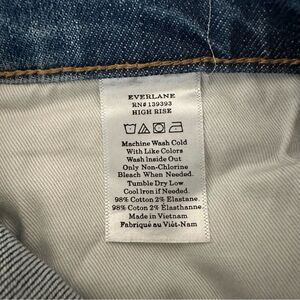 EVERLANE
RN# 139393
HIGH RISE
Machine Wash Cold
With Like Colors
Wash Inside Out
Only Non-Chlorine
Bleach When Needed.
Tumble Dry Low
Cool Iron if Needed.
98% Cotton 2% Elastane.
98% Coton 2% Élasthanne.
Made in Vietnam
Fabriqué au Viêt-Nam